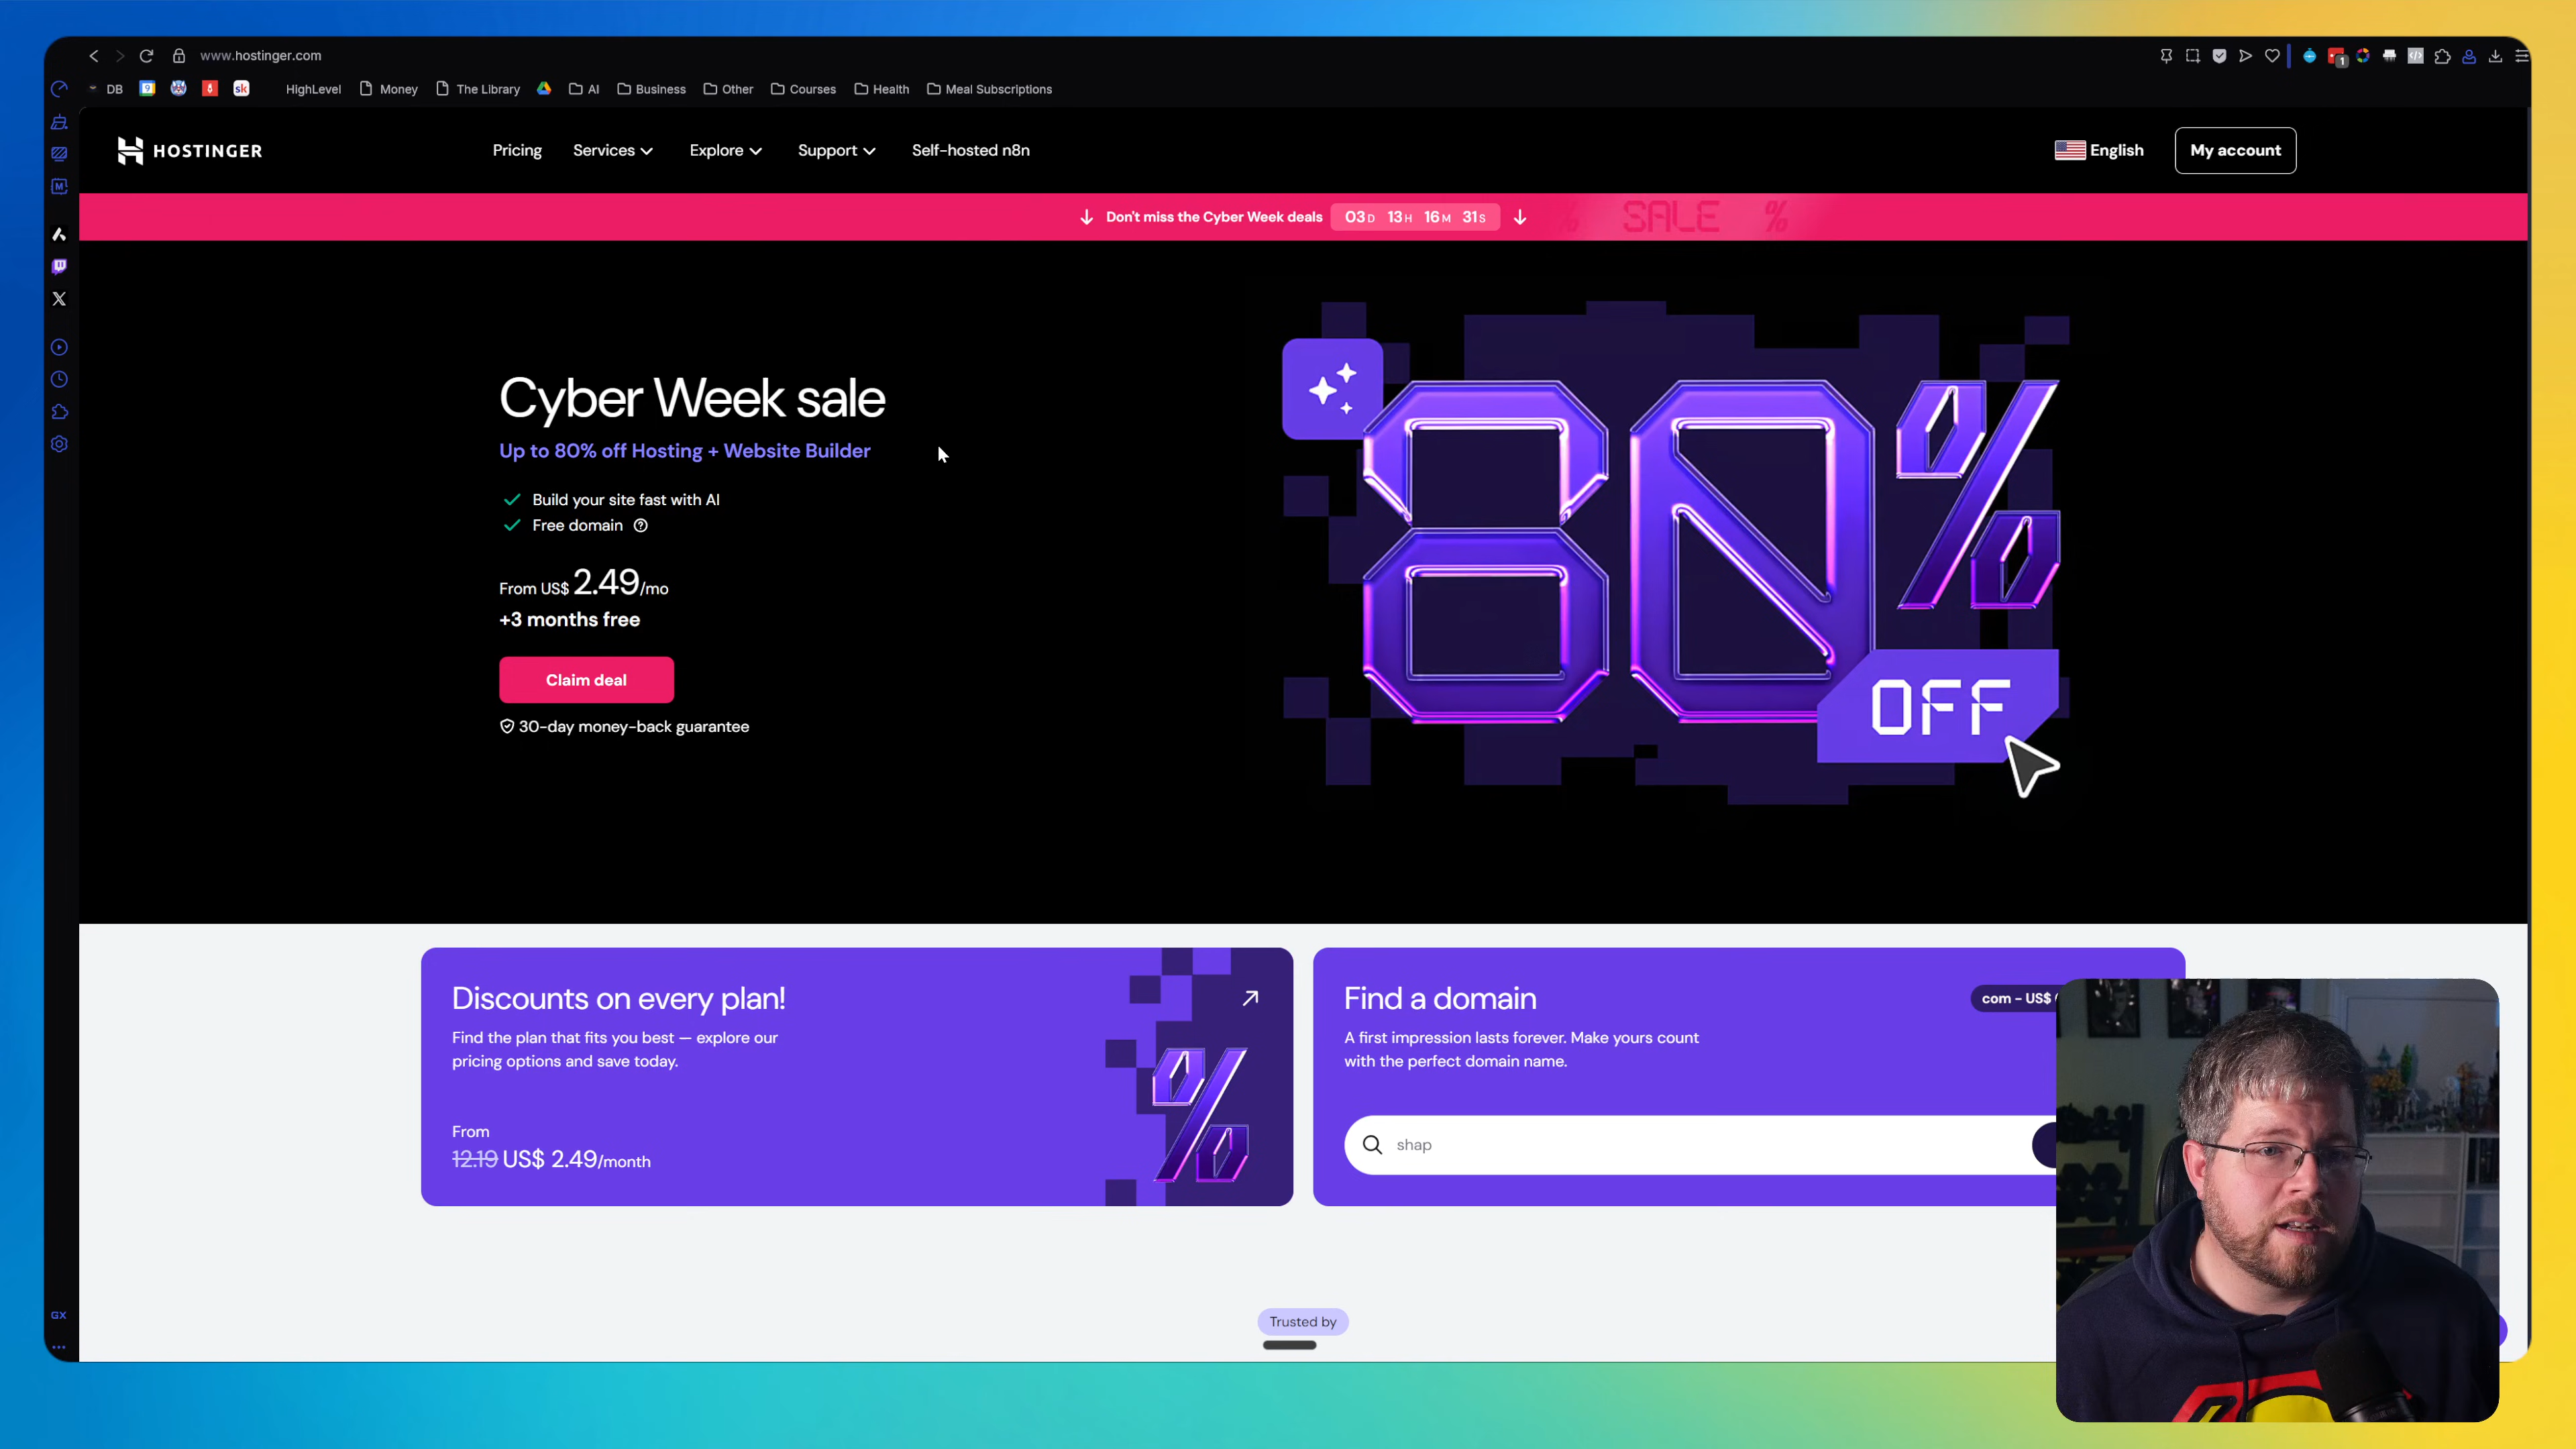 www.hostinger.com
DB
9
sk
HighLevel
Money
The Library
AI
Business
Other
Courses
Health
Meal Subscriptions
1
M
HOSTINGER
Pricing
Services
Explore
Support
Self-hosted n8n
English
My account
Don't miss the Cyber Week deals 03D 13H 16M 31S
SALE %
Cyber Week sale
Up to 80% off Hosting + Website Builder
Build your site fast with AI
Free domain
From US$ 2.49/mo
+3 months free
Claim deal
30-day money-back guarantee
80%
OFF
Discounts on every plan!
Find the plan that fits you best — explore our
pricing options and save today.
From
12.19 US$ 2.49/month
%
Find a domain
com – US$
A first impression lasts forever. Make yours count
with the perfect domain name.
shap
Trusted by
GX